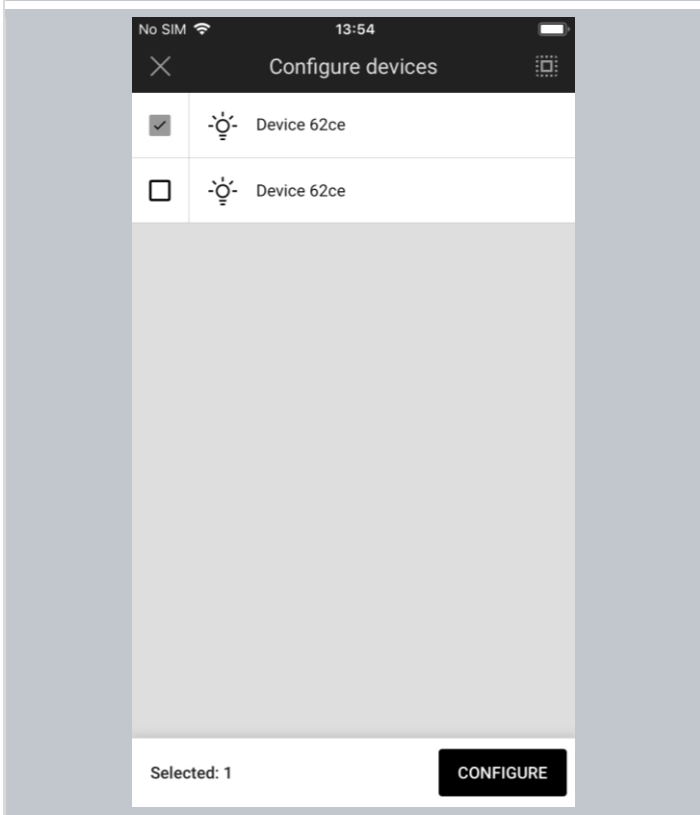 No SIM 13:54
Configure devices
Device 62ce
Device 62ce
Selected: 1 CONFIGURE